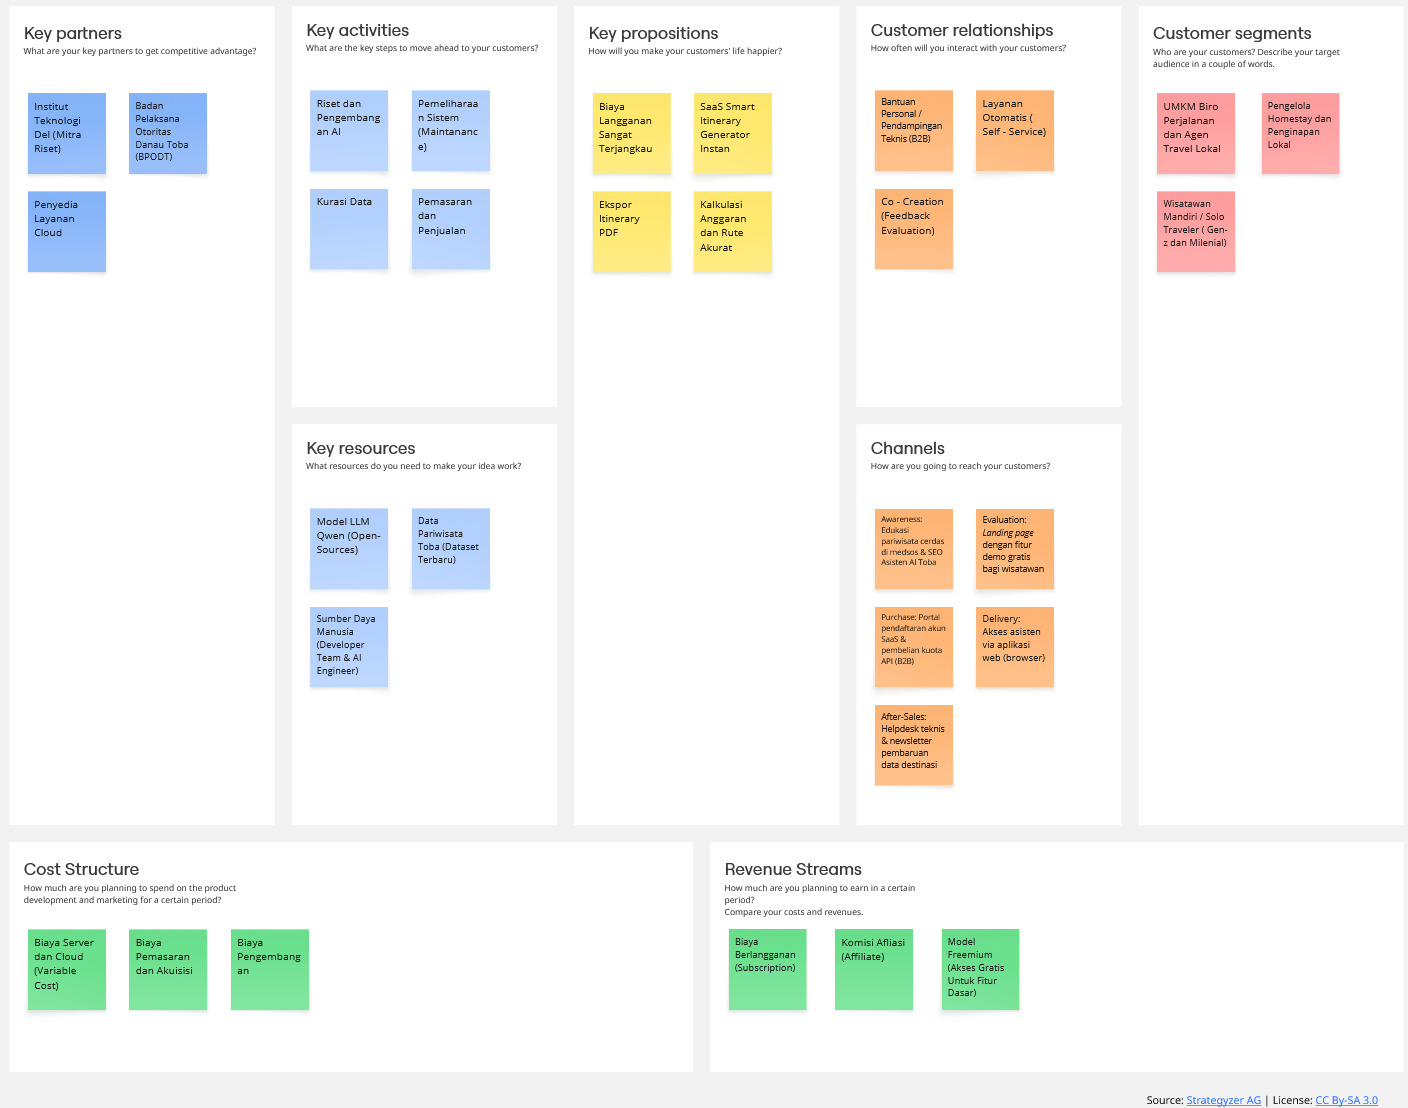 Key partners
What are your key partners to get competitive advantage?
Institut
Teknologi
Del (Mitra
Riset)
Badan
Pelaksana
Otoritas
Danau Toba
(BPODT)
Penyedia
Layanan
Cloud
Key activities
What are the key steps to move ahead to your customers?
Riset dan
Pengembang
an AI
Pemeliharaa
n Sistem
(Maintananc
e)
Kurasi Data
Pemasaran
dan
Penjualan
Key resources
What resources do you need to make your idea work?
Model LLM
Qwen (Open-
Sources)
Data
Pariwisata
Toba (Dataset
Terbaru)
Sumber Daya
Manusia
(Developer
Team & AI
Engineer)
Key propositions
How will you make your customers' life happier?
Biaya
Langganan
Sangat
Terjangkau
SaaS Smart
Itinerary
Generator
Instan
Ekspor
Itinerary
PDF
Kalkulasi
Anggaran
dan Rute
Akurat
Customer relationships
How often will you interact with your customers?
Bantuan
Personal /
Pendampingan
Teknis (B2B)
Layanan
Otomatis (
Self - Service)
Co - Creation
(Feedback
Evaluation)
Channels
How are you going to reach your customers?
Awareness:
Edukasi
pariwisata cerdas
di medsos & SEO
Asisten AI Toba
Evaluation:
Landing page
dengan fitur
demo gratis
bagi wisatawan
Purchase: Portal
pendaftaran akun
SaaS &
pembelian kuota
API (B2B)
Delivery:
Akses asisten
via aplikasi
web (browser)
After-Sales:
Helpdesk teknis
& newsletter
pembaruan
data destinasi
Customer segments
Who are your customers? Describe your target
audience in a couple of words.
UMKM Biro
Perjalanan
dan Agen
Travel Lokal
Pengelola
Homestay dan
Penginapan
Lokal
Wisatawan
Mandiri / Solo
Traveler ( Gen-
z dan Milenial)
Cost Structure
How much are you planning to spend on the product
development and marketing for a certain period?
Biaya Server
dan Cloud
(Variable
Cost)
Biaya
Pemasaran
dan Akuisisi
Biaya
Pengembang
an
Revenue Streams
How much are you planning to earn in a certain
period?
Compare your costs and revenues.
Biaya
Berlangganan
(Subscription)
Komisi Afliasi
(Affiliate)
Model
Freemium
(Akses Gratis
Untuk Fitur
Dasar)
Source: Strategyzer AG | License: CC By-SA 3.0